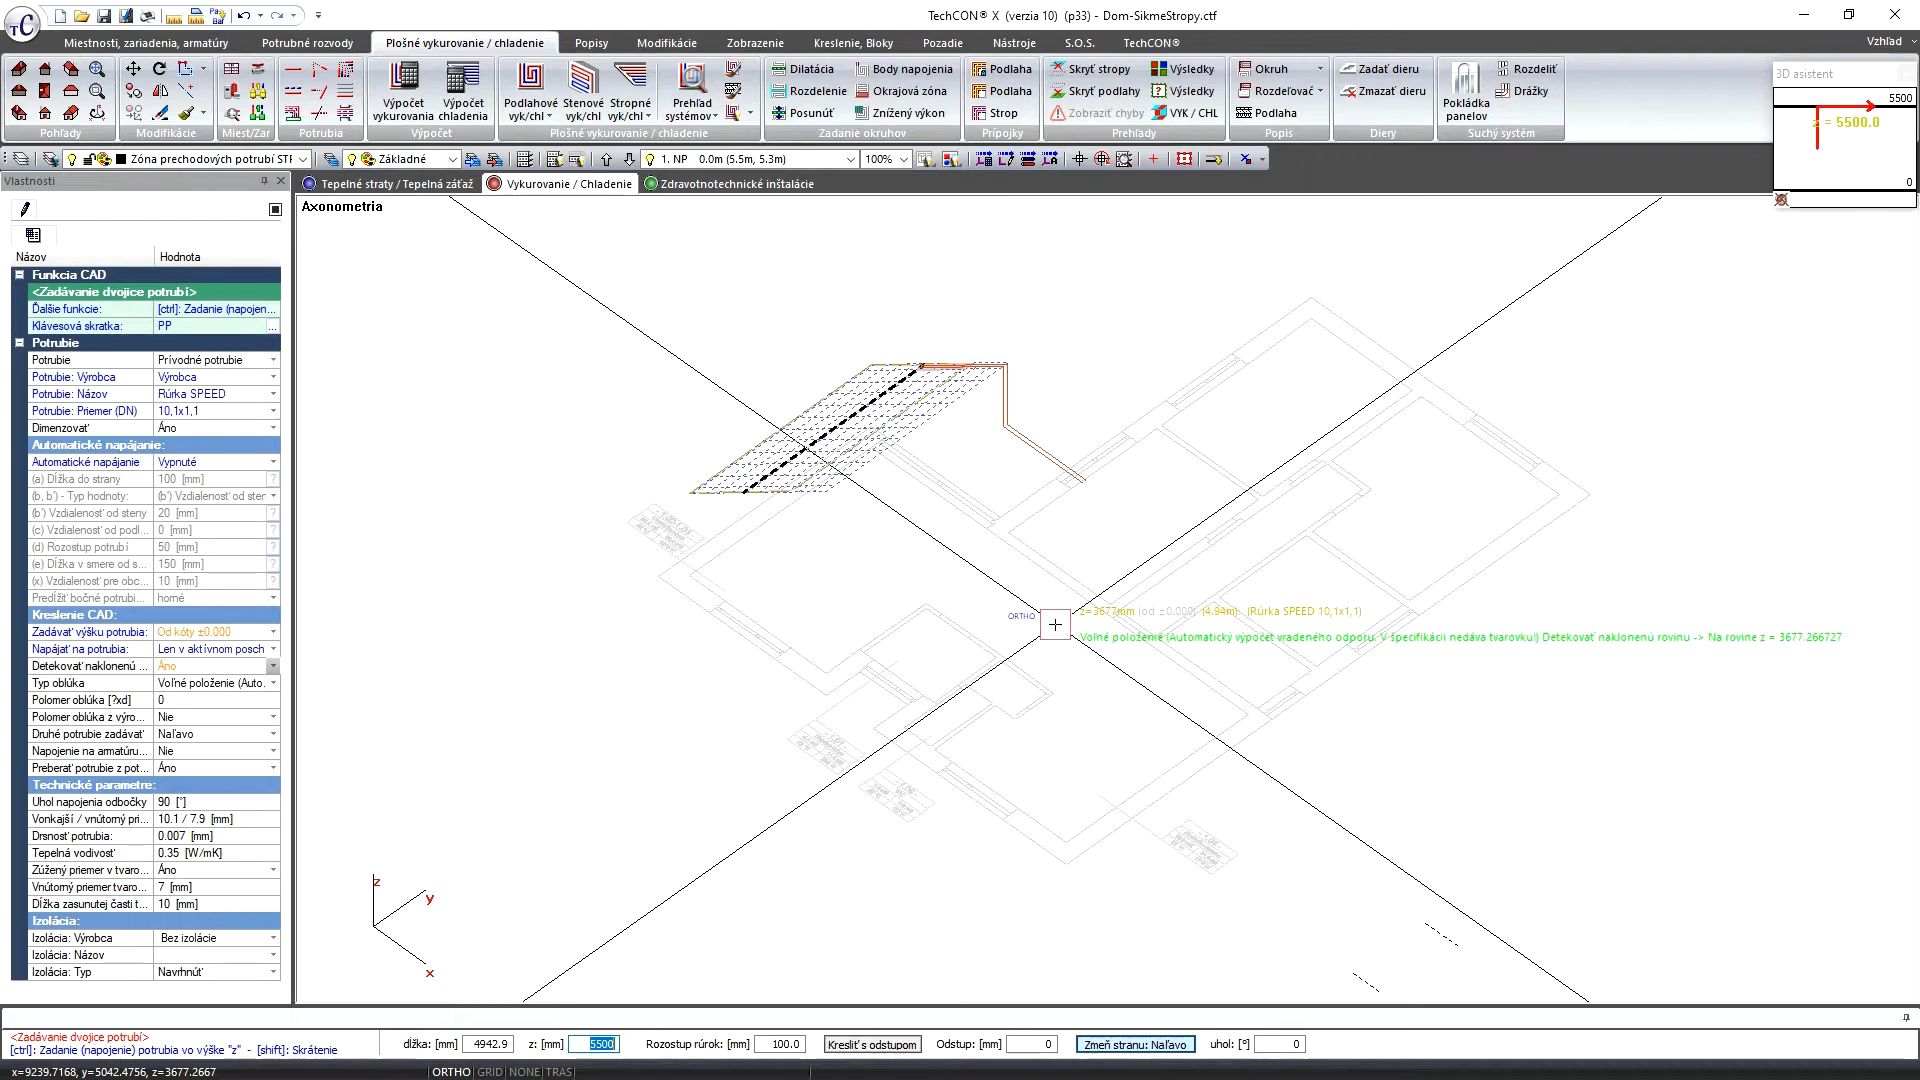 TechCON® X (verzia 10) (p33) - Dom-SikmeStropy.ctf
Miestnosti, zariadenia, armatúry
Potrubné rozvody
Plošné vykurovanie / chladenie
Popisy
Modifikácie
Zobrazenie
Kreslenie, Bloky
Pozadie
Nástroje
S.O.S.
TechCON®
Vzhľad
Výpočet vykurovania
Výpočet chladenia
Podlahové vyk/chl
Stenové vyk/chl
Stropné vyk/chl
Prehľad systémov
Dilatácia
Rozdelenie
Posunúť
Body napojenia
Okrajová zóna
Znížený výkon
Podlaha
Podlaha
Strop
Skryť stropy
Skryť podlahy
Zobraziť chyby
Výsledky
Výsledky
VYK / CHL
Okruh
Rozdeľovač
Podlaha
Zadať dieru
Zmazať dieru
Pokládka panelov
Rozdeliť
Drážky
Pohľady
Modifikácia
Miest/Zar
Potrubia
Výpočet
Plošné vykurovanie / chladenie
Zadanie okruhov
Prípojky
Prehľady
Popis
Diery
Suchý systém
3D asistent
5500
z = 5500.0
0
Zóna prechodových potrubí STF
Základné
1. NP 0.0m (5.5m, 5.3m)
100%
Vlastnosti
Tepelné straty / Tepelná záťaž
Vykurovanie / Chladenie
Zdravotnotechnické inštalácie
Axonometria
Názov Hodnota
Funkcia CAD
<Zadávanie dvojice potrubí>
Ďalšie funkcie: [ctrl]: Zadanie (napojen...
Klávesová skratka: PP ...
Potrubie
Potrubie Prívodné potrubie
Potrubie: Výrobca Výrobca
Potrubie: Názov Rúrka SPEED
Potrubie: Priemer (DN) 10,1x1,1
Dimenzovať Áno
Automatické napájanie:
Automatické napájanie Vypnuté
(a) Dĺžka do strany 100 [mm] ?
(b, b') - Typ hodnoty: (b') Vzdialenosť od ster
(b') Vzdialenosť od steny 20 [mm] ?
(c) Vzdialenosť od podl... 0 [mm] ?
(d) Rozostup potrubí 50 [mm] ?
(e) Dĺžka v smere od s... 150 [mm] ?
(x) Vzdialenosť pre obc... 10 [mm] ?
Predĺžiť bočné potrubi... horné
Kreslenie CAD:
Zadávať výšku potrubia: Od kóty ±0.000
Napájať na potrubia: Len v aktívnom posch
Detekovať naklonenú ... Áno
Typ oblúka Voľné položenie (Auto.
Polomer oblúka [?xd] 0
Polomer oblúka z výro... Nie
Druhé potrubie zadávať Naľavo
Napojenie na armatúru... Nie
Preberať potrubie z pot... Áno
Technické parametre:
Uhol napojenia odbočky 90 [°]
Vonkajší / vnútorný pri... 10.1 / 7.9 [mm]
Drsnosť potrubia: 0.007 [mm]
Tepelná vodivosť 0.35 [W/mK]
Zúžený priemer v tvaro... Áno
Vnútorný priemer tvaro... 7 [mm]
Dĺžka zasunutej časti t... 10 [mm]
Izolácia:
Izolácia: Výrobca Bez izolácie
Izolácia: Názov
Izolácia: Typ Navrhnúť
ORTHO
z=3677mm (od ±0.000) (4.94m): (Rúrka SPEED 10,1x1,1)
Voľné položenie (Automatický výpočet vradeného odporu. V špecifikácii nedáva tvarovku!) Detekovať naklonenú rovinu -> Na rovine z = 3677.266727
z
y
x
<Zadávanie dvojice potrubí>
[ctrl]: Zadanie (napojenie) potrubia vo výške "z" - [shift]: Skrátenie
dĺžka: [mm] 4942.9 z: [mm] 5500 Rozostup rúrok: [mm] 100.0 Kresliť s odstupom Odstup: [mm] 0 Zmeň stranu: Naľavo uhol: [°] 0
x=9239.7168, y=5042.4756, z=3677.2667 ORTHO GRID NONE TRAS